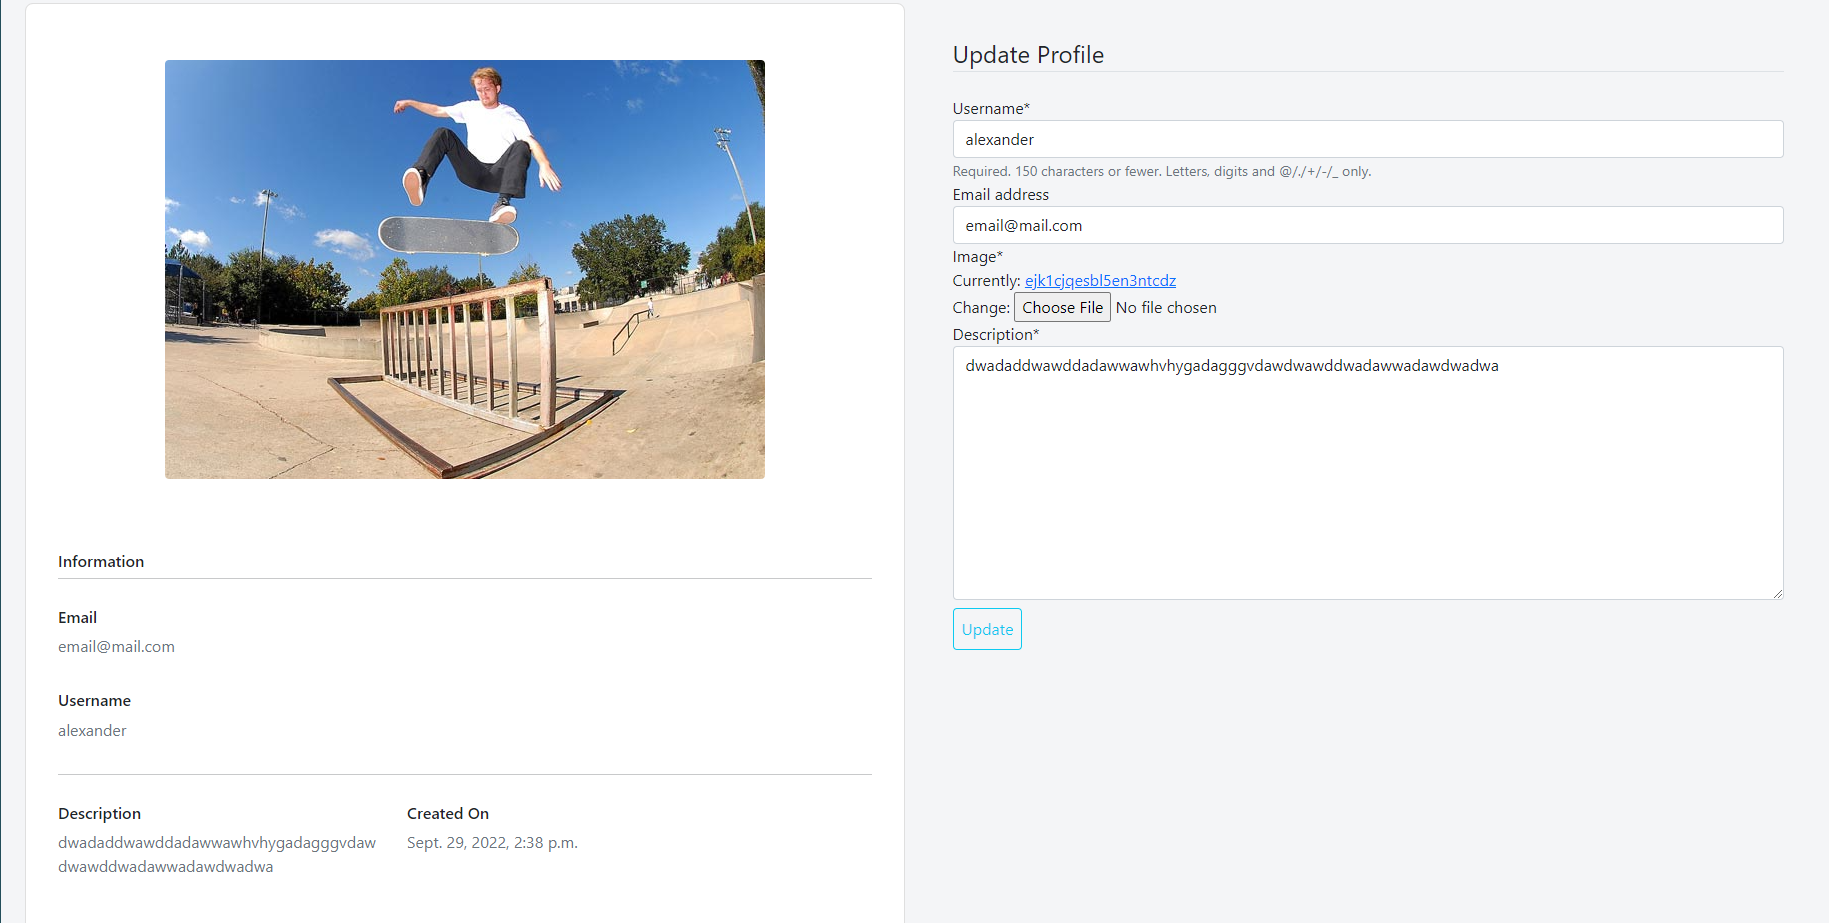 Information
Email
email@mail.com
Username
alexander
Description
dwadaddwawddadawwawhvhygadagggvdaw
dwawddwadawwadawdwadwa
Created On
Sept. 29, 2022, 2:38 p.m.
Update Profile
Username*
alexander
Required. 150 characters or fewer. Letters, digits and @/./+/-/_ only.
Email address
email@mail.com
Image*
Currently: ejk1cjqesbl5en3ntcdz
Change: Choose File No file chosen
Description*
dwadaddwawddadawwawhvhygadagggvdawdwawddwadawwadawdwadwa
Update